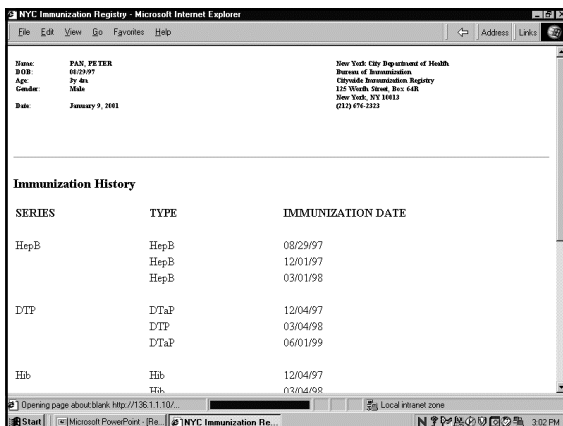 NYC Immunization Registry - Microsoft Internet Explorer
File Edit View Go Favorites Help
Address Links
Name: PAN, PETER
DOB: 08/29/97
Age: 3y 4m
Gender: Male
Date: January 9, 2001
New York City Department of Health
Bureau of Immunization
Citywide Immunization Registry
125 Worth Street, Box 64R
New York, NY 10013
(212) 676-2323
Immunization History
SERIES TYPE IMMUNIZATION DATE
HepB HepB 08/29/97
HepB 12/01/97
HepB 03/01/98
DTP DTaP 12/04/97
DTP 03/04/98
DTaP 06/01/99
Hib Hib 12/04/97
Hib 03/04/98
Opening page about:blank http://136.1.1.10/...
Local intranet zone
Start
Microsoft PowerPoint - [Re...
NYC Immunization Re...
3:02 PM